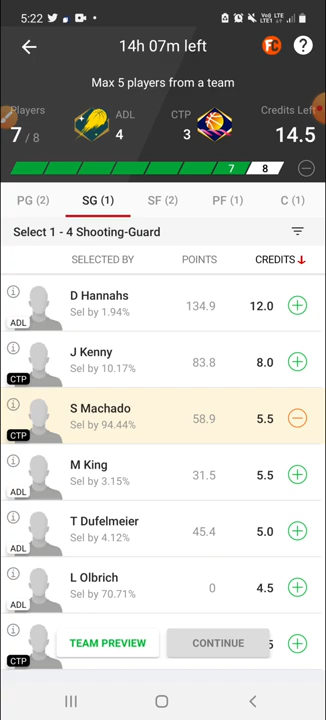 5:22
Vo) LTE
LTE1
14h 07m left
FC
?
Max 5 players from a team
Players
7 / 8
ADL
4
CTP
3
Credits Left
14.5
7
8
PG (2)
SG (1)
SF (2)
PF (1)
C (1)
Select 1 - 4 Shooting-Guard
SELECTED BY
POINTS
CREDITS
D Hannahs
Sel by 1.94%
134.9
12.0
ADL
J Kenny
Sel by 10.17%
83.8
8.0
CTP
S Machado
Sel by 94.44%
58.9
5.5
CTP
M King
Sel by 3.15%
31.5
5.5
ADL
T Dufelmeier
Sel by 4.12%
45.4
5.0
ADL
L Olbrich
Sel by 70.71%
0
4.5
ADL
TEAM PREVIEW
CONTINUE
5
CTP